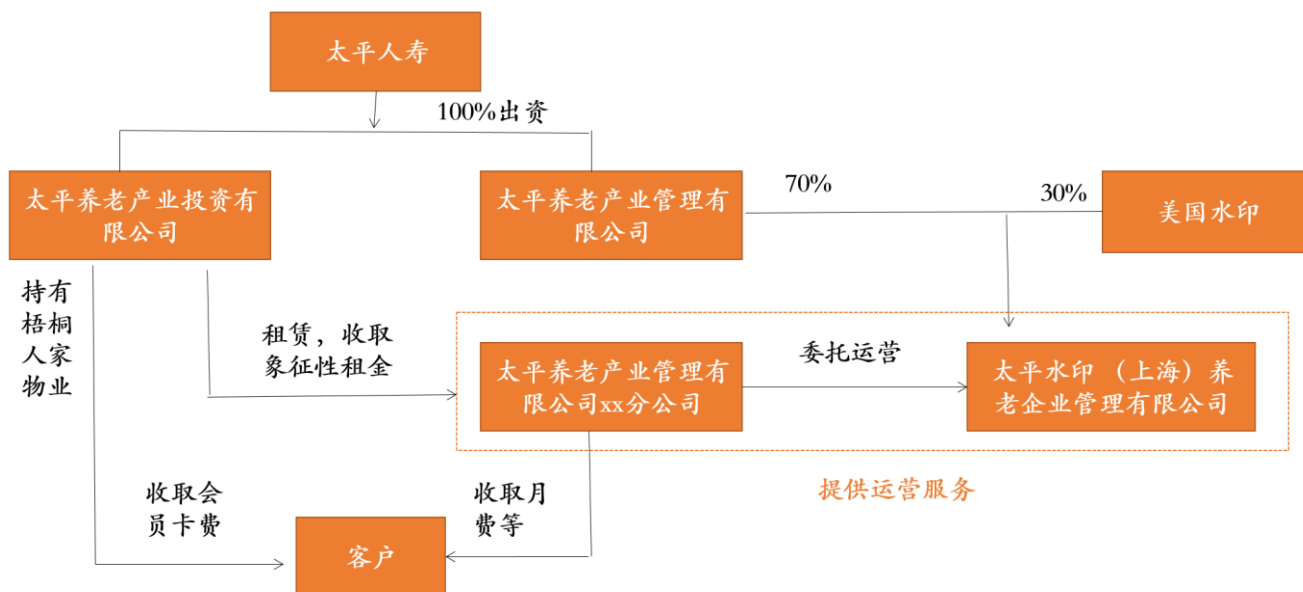 太平人寿
100%出资
太平养老产业投资有
限公司
太平养老产业管理有
限公司
70%
30%
美国水印
持有
梧桐
人家
物业
租赁，收取
象征性租金
太平养老产业管理有
限公司xx分公司
委托运营
太平水印 （上海）养
老企业管理有限公司
提供运营服务
收取会
员卡费
收取月
费等
客户